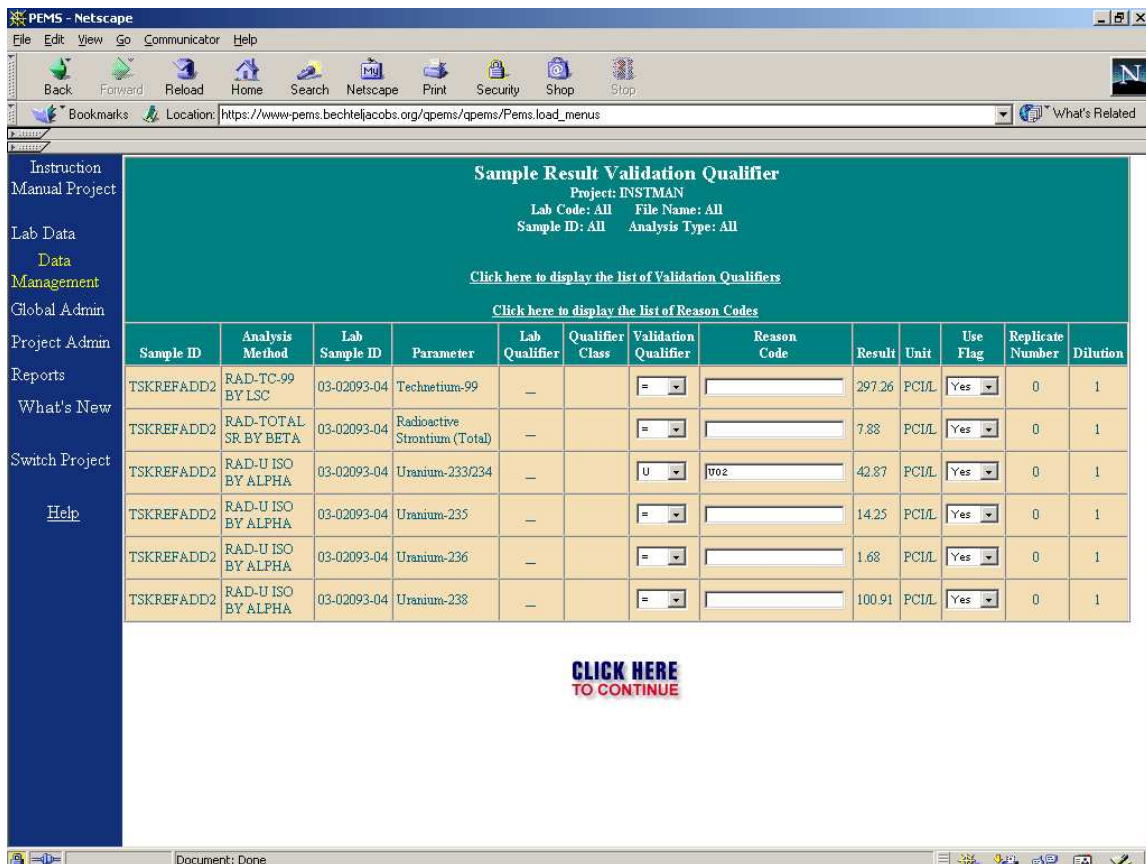 PEMS - Netscape
File Edit View Go Communicator Help
My
Back Forward Reload Home Search Netscape Print Security Shop Stop
N
Bookmarks Location: https://www-pems.bechteljacobs.org/qpems/qpems/Pems.load_menus What's Related
Instruction
Manual Project
Lab Data
Data
Management
Global Admin
Project Admin
Reports
What's New
Switch Project
Help
Sample Result Validation Qualifier
Project: INSTMAN
Lab Code: All File Name: All
Sample ID: All Analysis Type: All
Click here to display the list of Validation Qualifiers
Click here to display the list of Reason Codes
Sample ID Analysis Method Lab Sample ID Parameter Lab Qualifier Qualifier Class Validation Qualifier Reason Code Result Unit Use Flag Replicate Number Dilution
TSKREFADD2 RAD-TC-99 BY LSC 03-02093-04 Technetium-99 _ = 297.26 PCI/L Yes 0 1
TSKREFADD2 RAD-TOTAL SR BY BETA 03-02093-04 Radioactive Strontium (Total) _ = 7.88 PCI/L Yes 0 1
TSKREFADD2 RAD-U ISO BY ALPHA 03-02093-04 Uranium-233/234 _ U U02 42.87 PCI/L Yes 0 1
TSKREFADD2 RAD-U ISO BY ALPHA 03-02093-04 Uranium-235 _ = 14.25 PCI/L Yes 0 1
TSKREFADD2 RAD-U ISO BY ALPHA 03-02093-04 Uranium-236 _ = 1.68 PCI/L Yes 0 1
TSKREFADD2 RAD-U ISO BY ALPHA 03-02093-04 Uranium-238 _ = 100.91 PCI/L Yes 0 1
CLICK HERE
TO CONTINUE
Document: Done